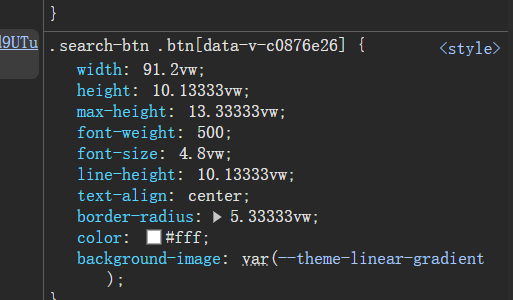 }
d9UTu
.search-btn .btn[data-v-c0876e26] { <style>
width: 91.2vw;
height: 10.13333vw;
max-height: 13.33333vw;
font-weight: 500;
font-size: 4.8vw;
line-height: 10.13333vw;
text-align: center;
border-radius: ▶ 5.33333vw;
color: #fff;
background-image: var(--theme-linear-gradient
);
}